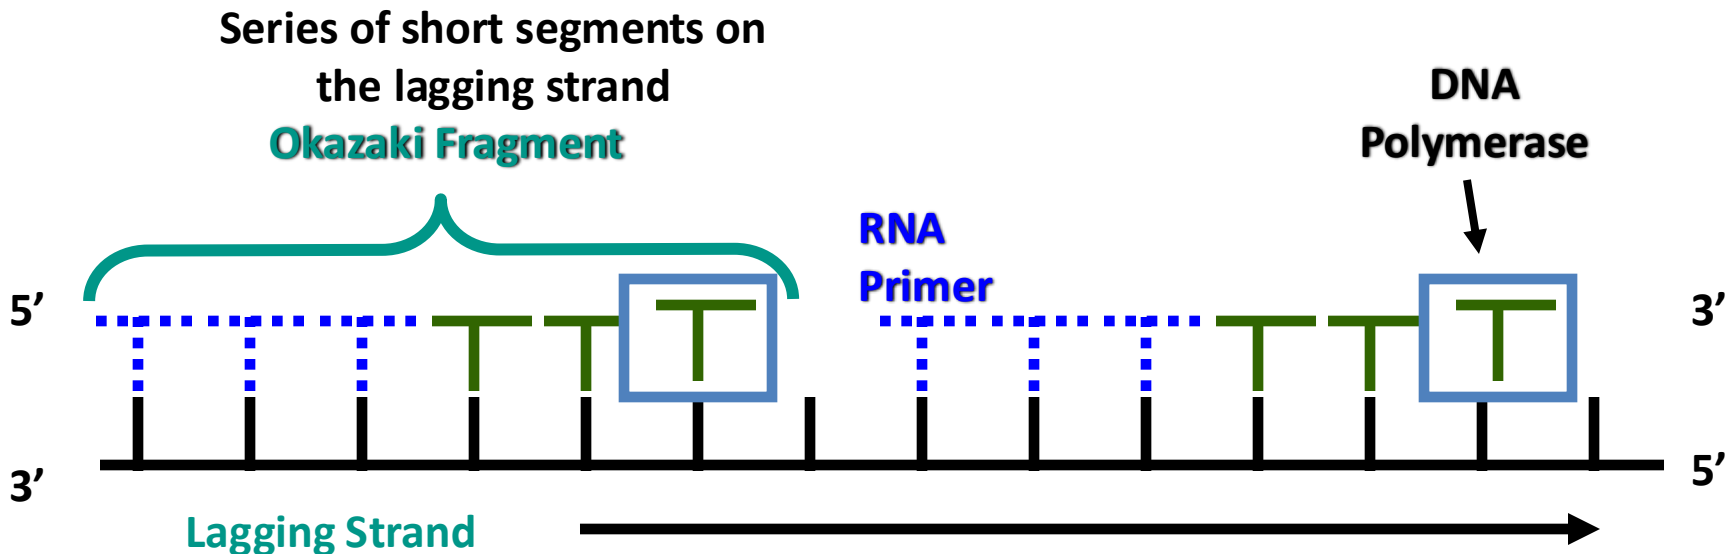 Series of short segments on
the lagging strand
Okazaki Fragment
DNA
Polymerase
RNA
Primer
5’
3’
3’
5’
Lagging Strand